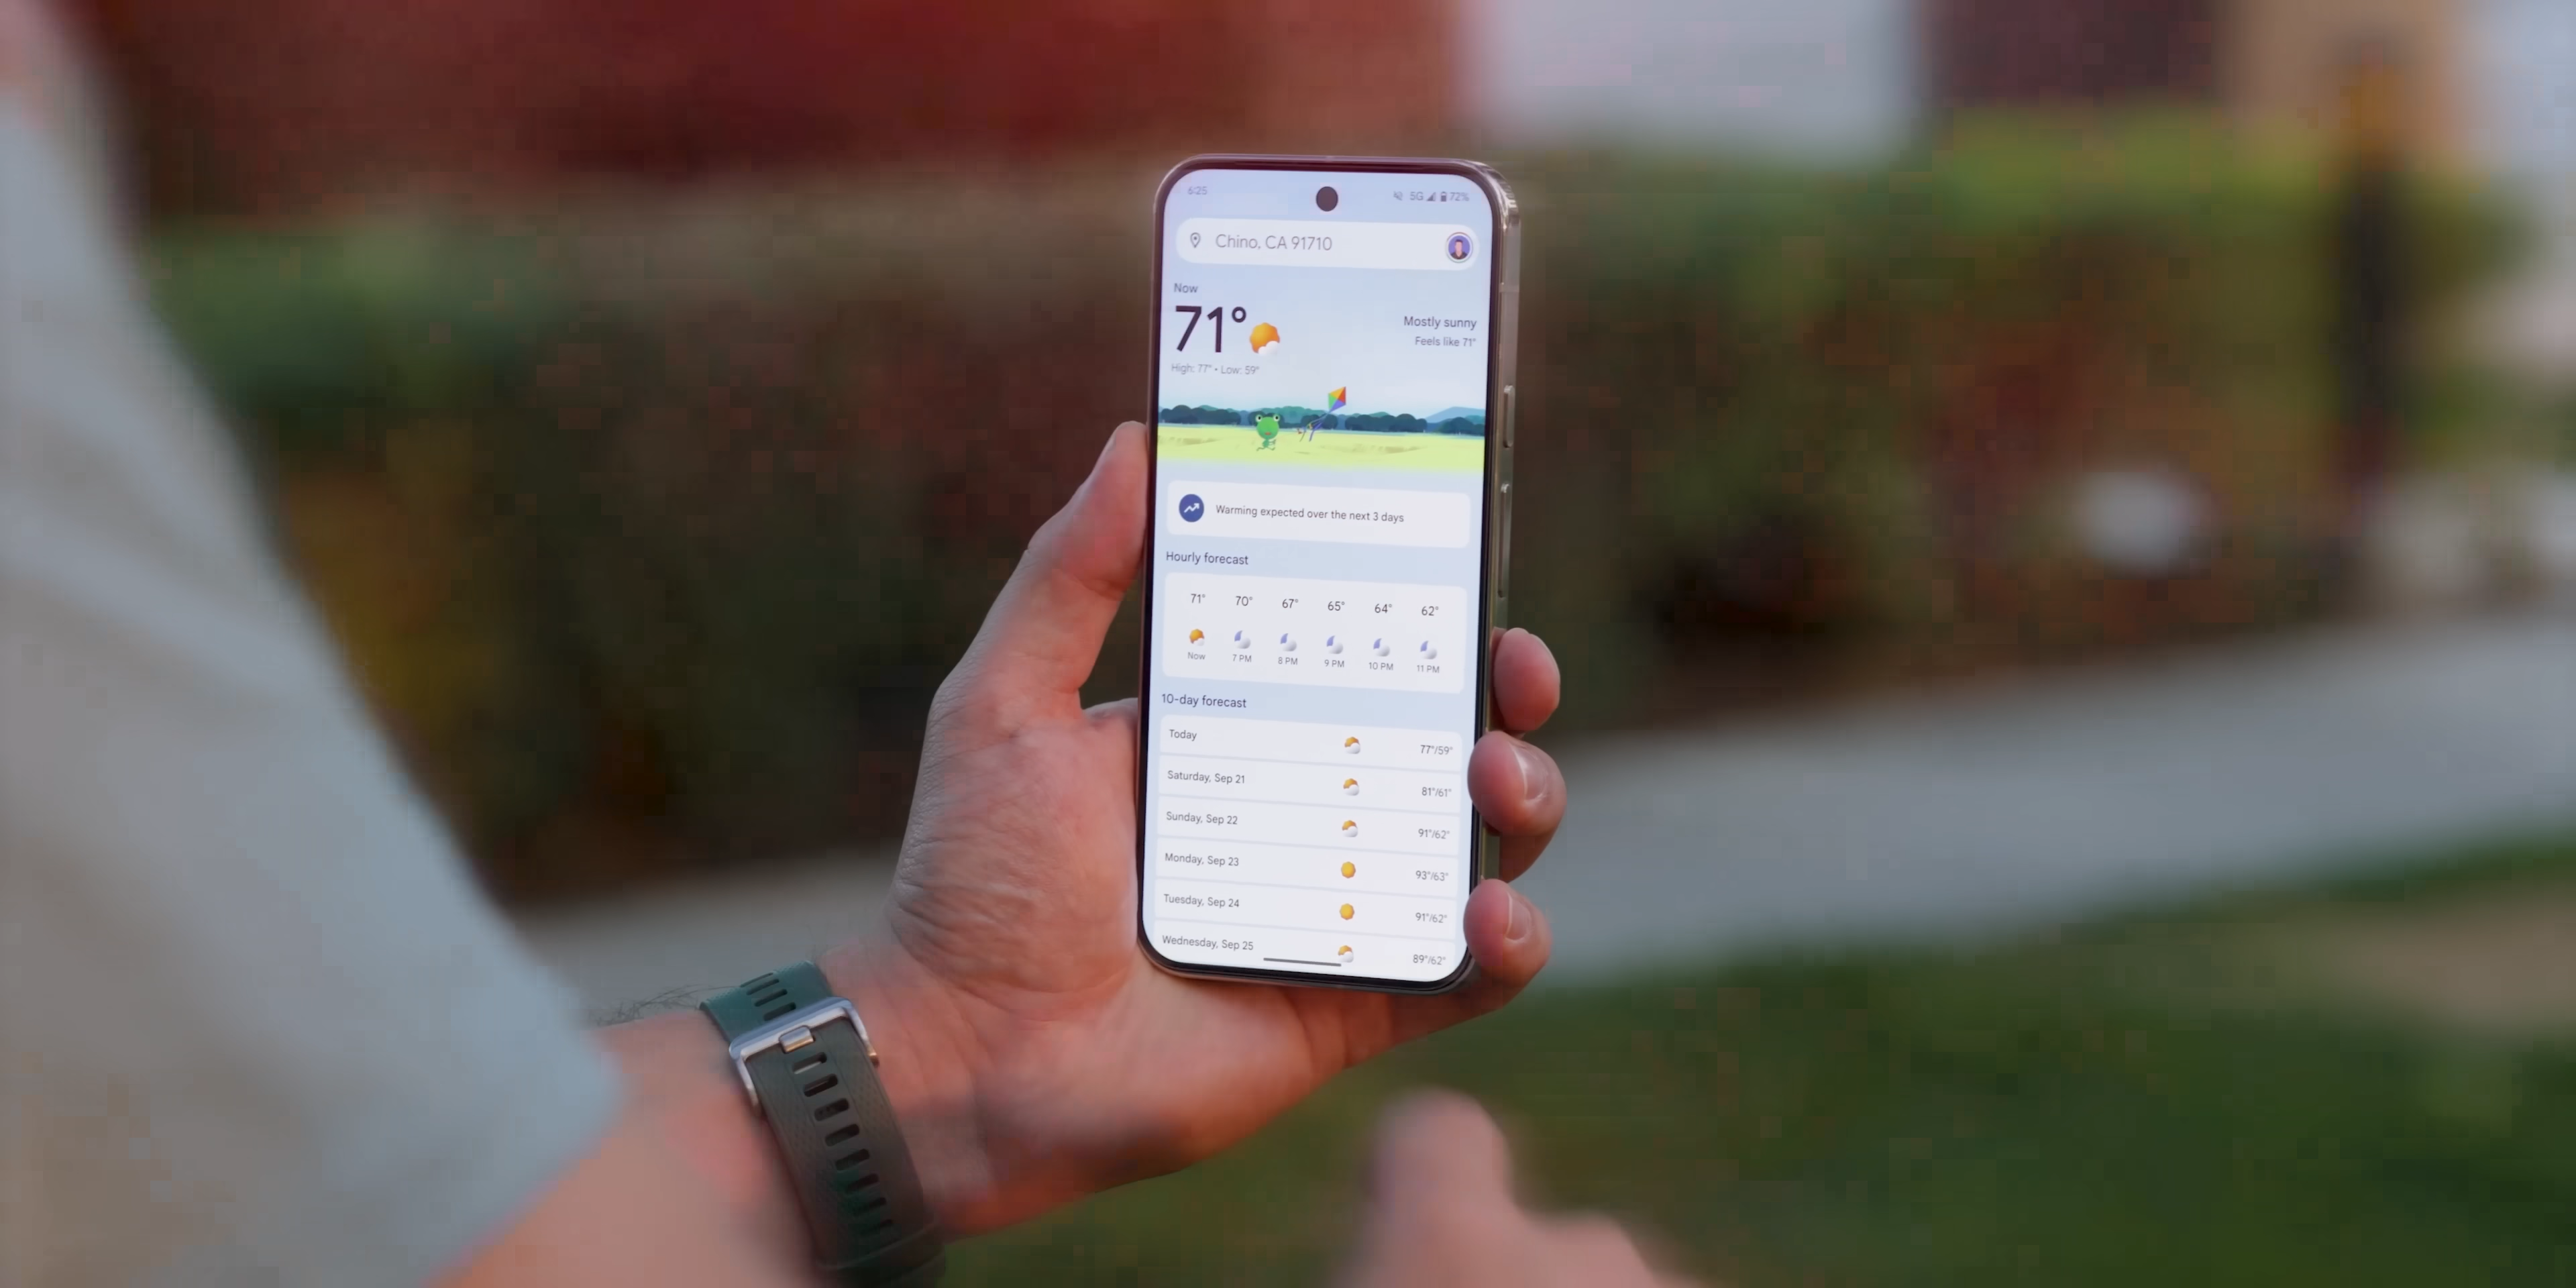 6:25 5G 72%
Chino, CA 91710
Now
71°
Mostly sunny
Feels like 71°
High: 77° • Low: 59°
Warming expected over the next 3 days
Hourly forecast
71° 70° 67° 65° 64° 62°
Now 7 PM 8 PM 9 PM 10 PM 11 PM
10-day forecast
Today 77°/59°
Saturday, Sep 21 81°/61°
Sunday, Sep 22 91°/62°
Monday, Sep 23 93°/63°
Tuesday, Sep 24 91°/62°
Wednesday, Sep 25 89°/62°